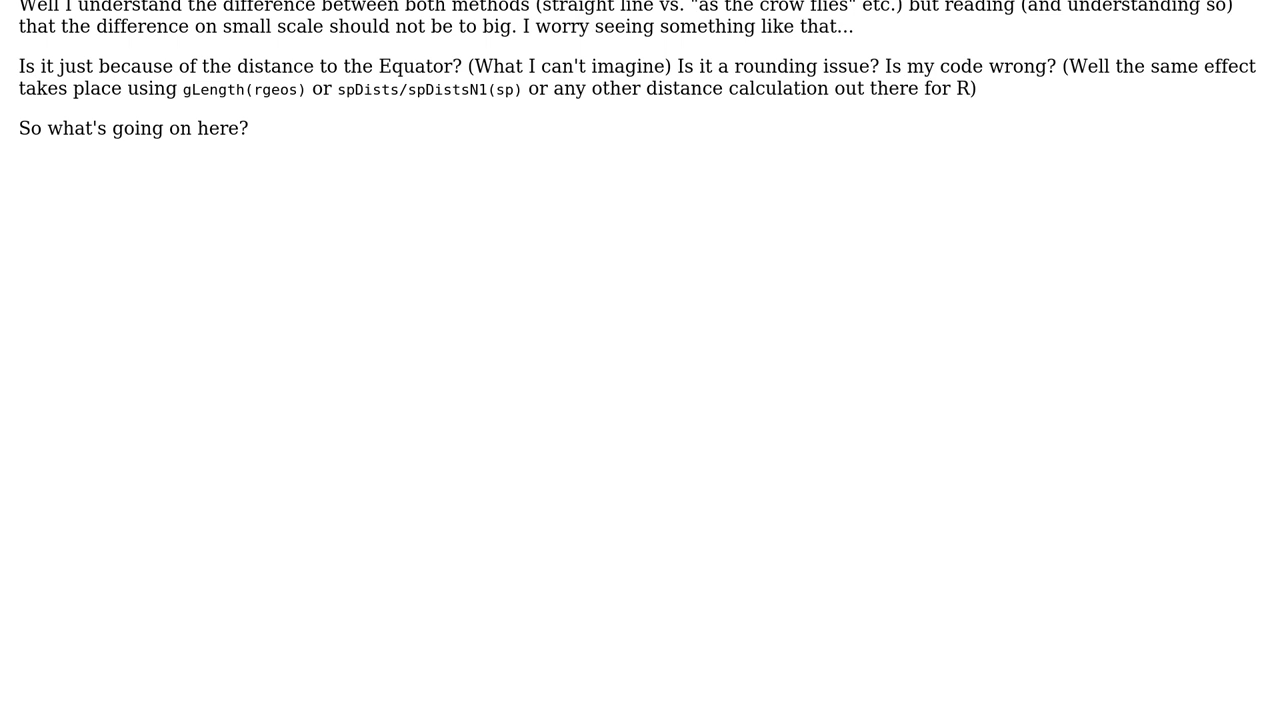 Well I understand the difference between both methods (straight line vs. "as the crow flies" etc.) but reading (and understanding so)
that the difference on small scale should not be to big. I worry seeing something like that...
Is it just because of the distance to the Equator? (What I can't imagine) Is it a rounding issue? Is my code wrong? (Well the same effect
takes place using gLength(rgeos) or spDists/spDistsN1(sp) or any other distance calculation out there for R)
So what's going on here?